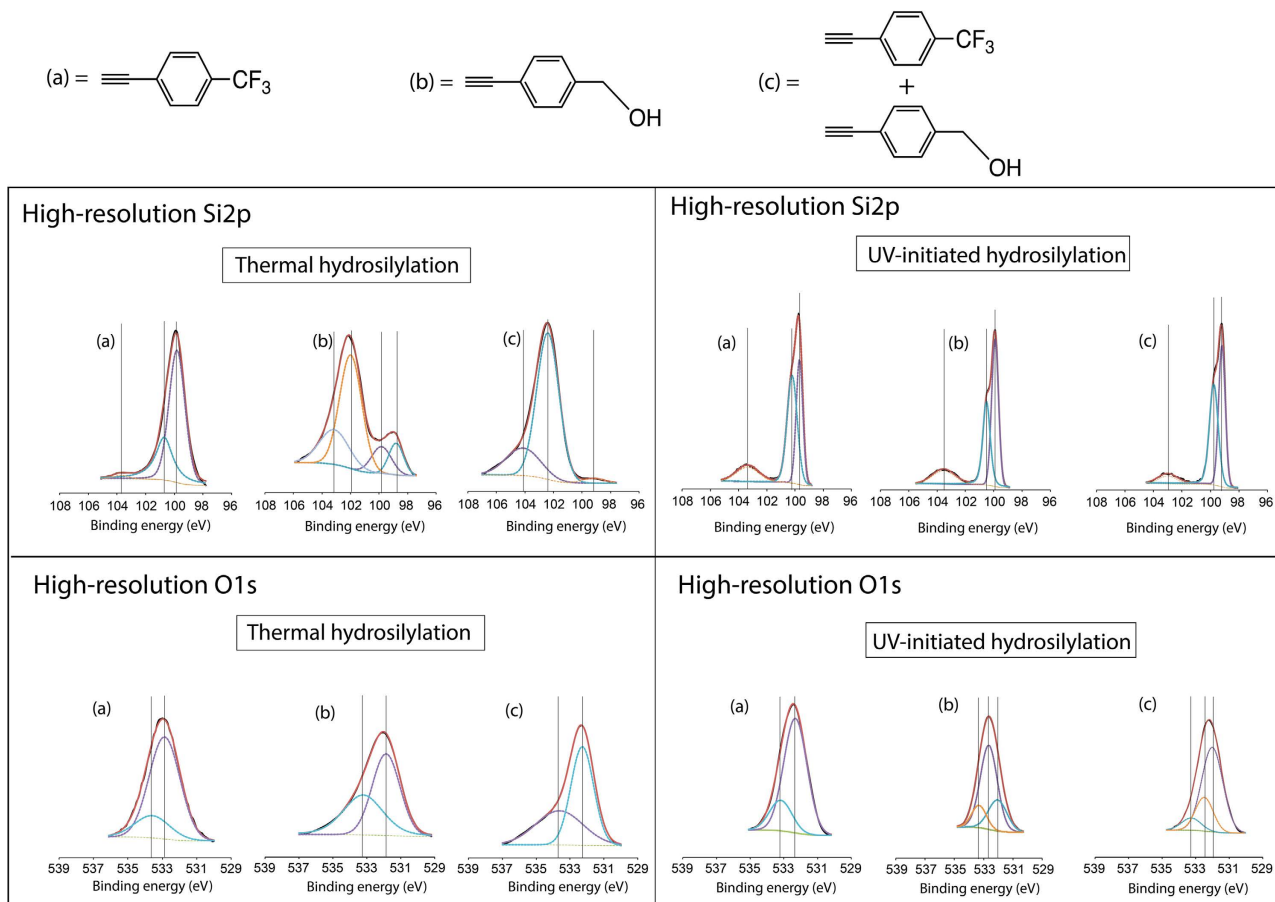 (a) = CF3
(b) = OH
(c) = CF3
+
OH
High-resolution Si2p
Thermal hydrosilylation
(a) (b) (c)
108 106 104 102 100 98 96
Binding energy (eV)
108 106 104 102 100 98 96
Binding energy (eV)
108 106 104 102 100 98 96
Binding energy (eV)
High-resolution Si2p
UV-initiated hydrosilylation
(a) (b) (c)
108 106 104 102 100 98 96
Binding energy (eV)
108 106 104 102 100 98 96
Binding energy (eV)
108 106 104 102 100 98 96
Binding energy (eV)
High-resolution O1s
Thermal hydrosilylation
(a) (b) (c)
539 537 535 533 531 529
Binding energy (eV)
539 537 535 533 531 529
Binding energy (eV)
539 537 535 533 531 529
Binding energy (eV)
High-resolution O1s
UV-initiated hydrosilylation
(a) (b) (c)
539 537 535 533 531 529
Binding energy (eV)
539 537 535 533 531 529
Binding energy (eV)
539 537 535 533 531 529
Binding energy (eV)